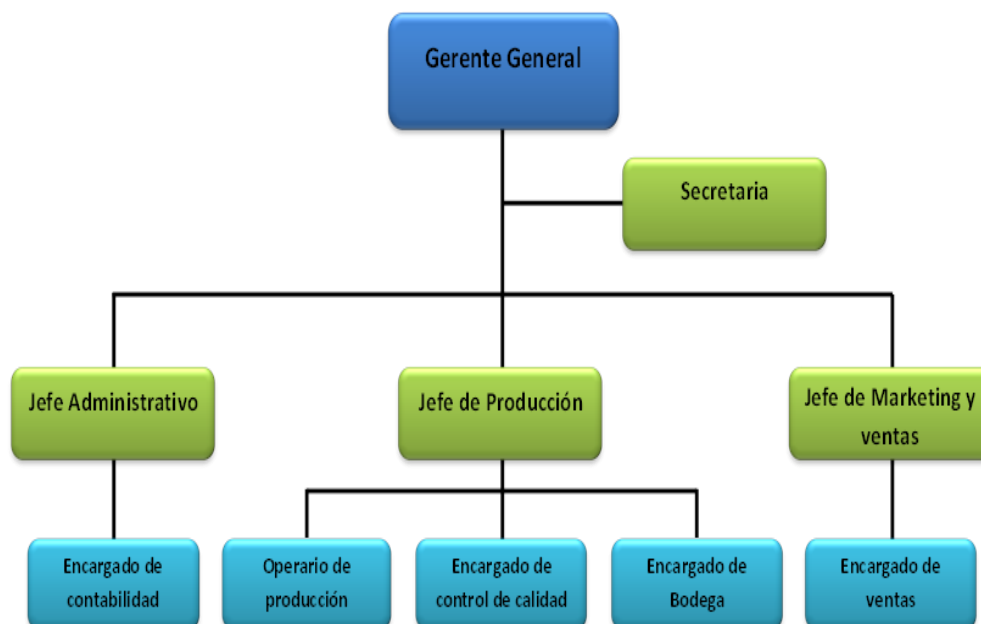 Gerente General
Secretaria
Jefe Administrativo
Jefe de Producción
Jefe de Marketing y
ventas
Encargado de
contabilidad
Operario de
producción
Encargado de
control de calidad
Encargado de
Bodega
Encargado de
ventas